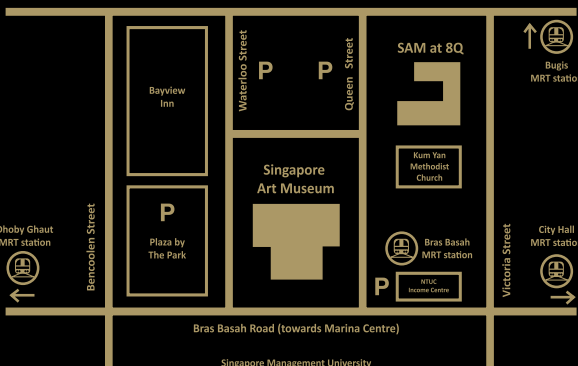 SAM at 8Q
Bugis
MRT statio
Waterloo Street
P
P
Queen Street
Bayview
Inn
Kum Yan
Methodist
Church
Singapore
Art Museum
P
Plaza by
The Park
Bencoolen Street
Dhoby Ghaut
MRT station
Bras Basah
MRT station
Victoria Street
City Hall
MRT statio
P
NTUC
Income Centre
Bras Basah Road (towards Marina Centre)
Singapore Management University